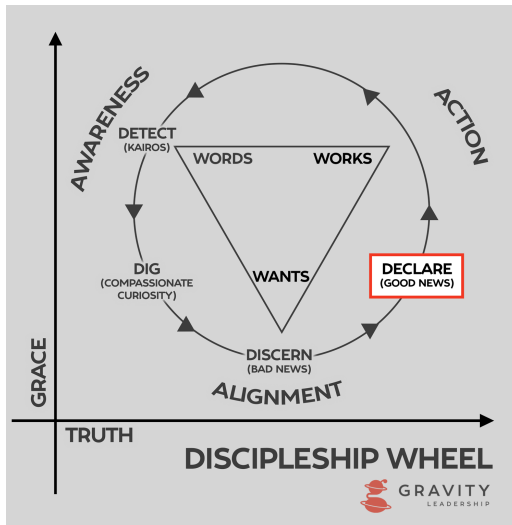 AWARENESS
ACTION
DETECT
(KAIROS)
WORDS
WORKS
DIG
(COMPASSIONATE
CURIOSITY)
WANTS
DECLARE
(GOOD NEWS)
DISCERN
(BAD NEWS)
ALIGNMENT
GRACE
TRUTH
DISCIPLESHIP WHEEL
GRAVITY
LEADERSHIP